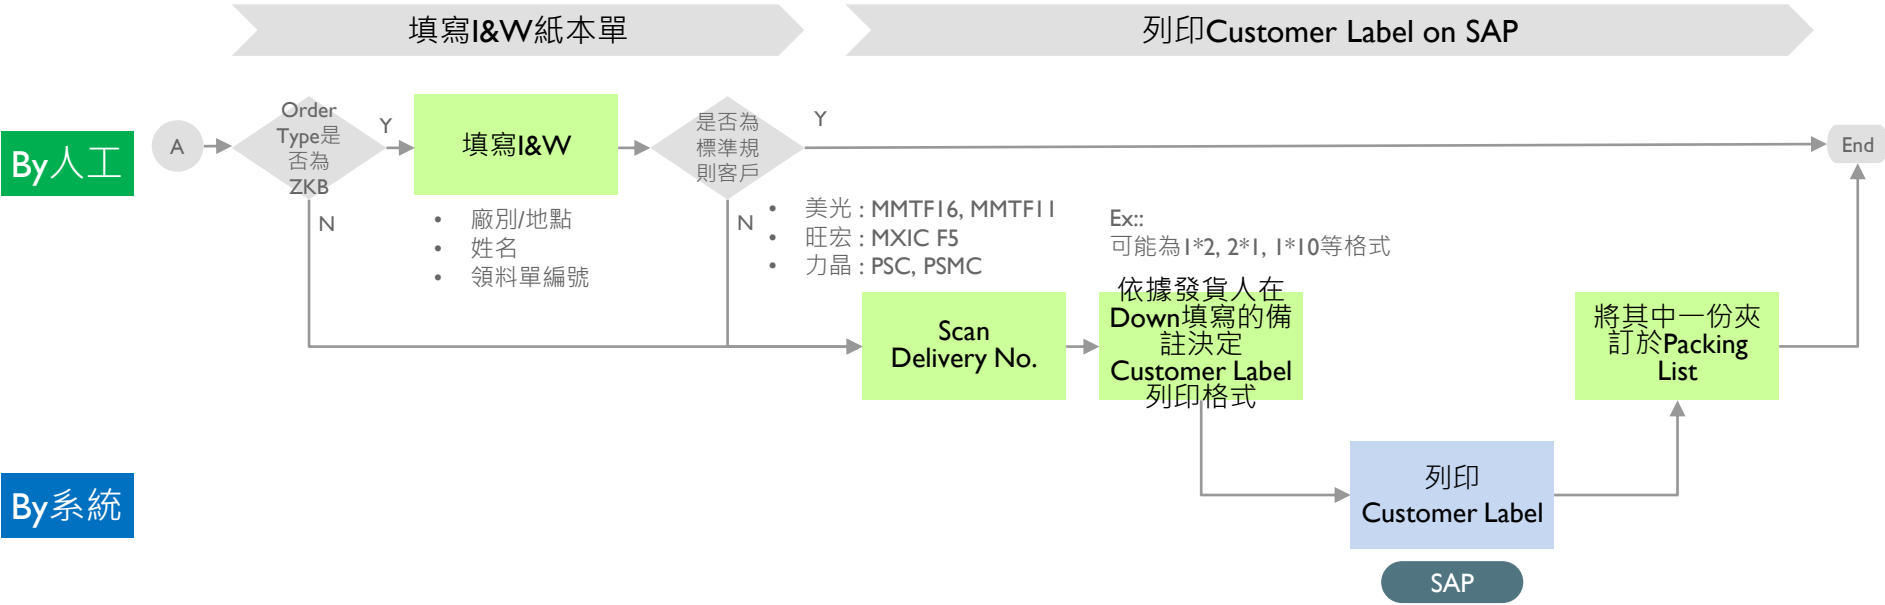 填寫I&W紙本單
列印Customer Label on SAP
By人工
A
Order
Type是
否為
ZKB
Y
N
填寫I&W
• 廠別/地點
• 姓名
• 領料單編號
是否為
標準規
則客戶
Y
N
• 美光 : MMTF16, MMTF11
• 旺宏 : MXIC F5
• 力晶 : PSC, PSMC
Ex::
可能為1*2, 2*1, 1*10等格式
End
Scan
Delivery No.
依據發貨人在
Down填寫的備
註決定
Customer Label
列印格式
將其中一份夾
訂於Packing
List
By系統
列印
Customer Label
SAP